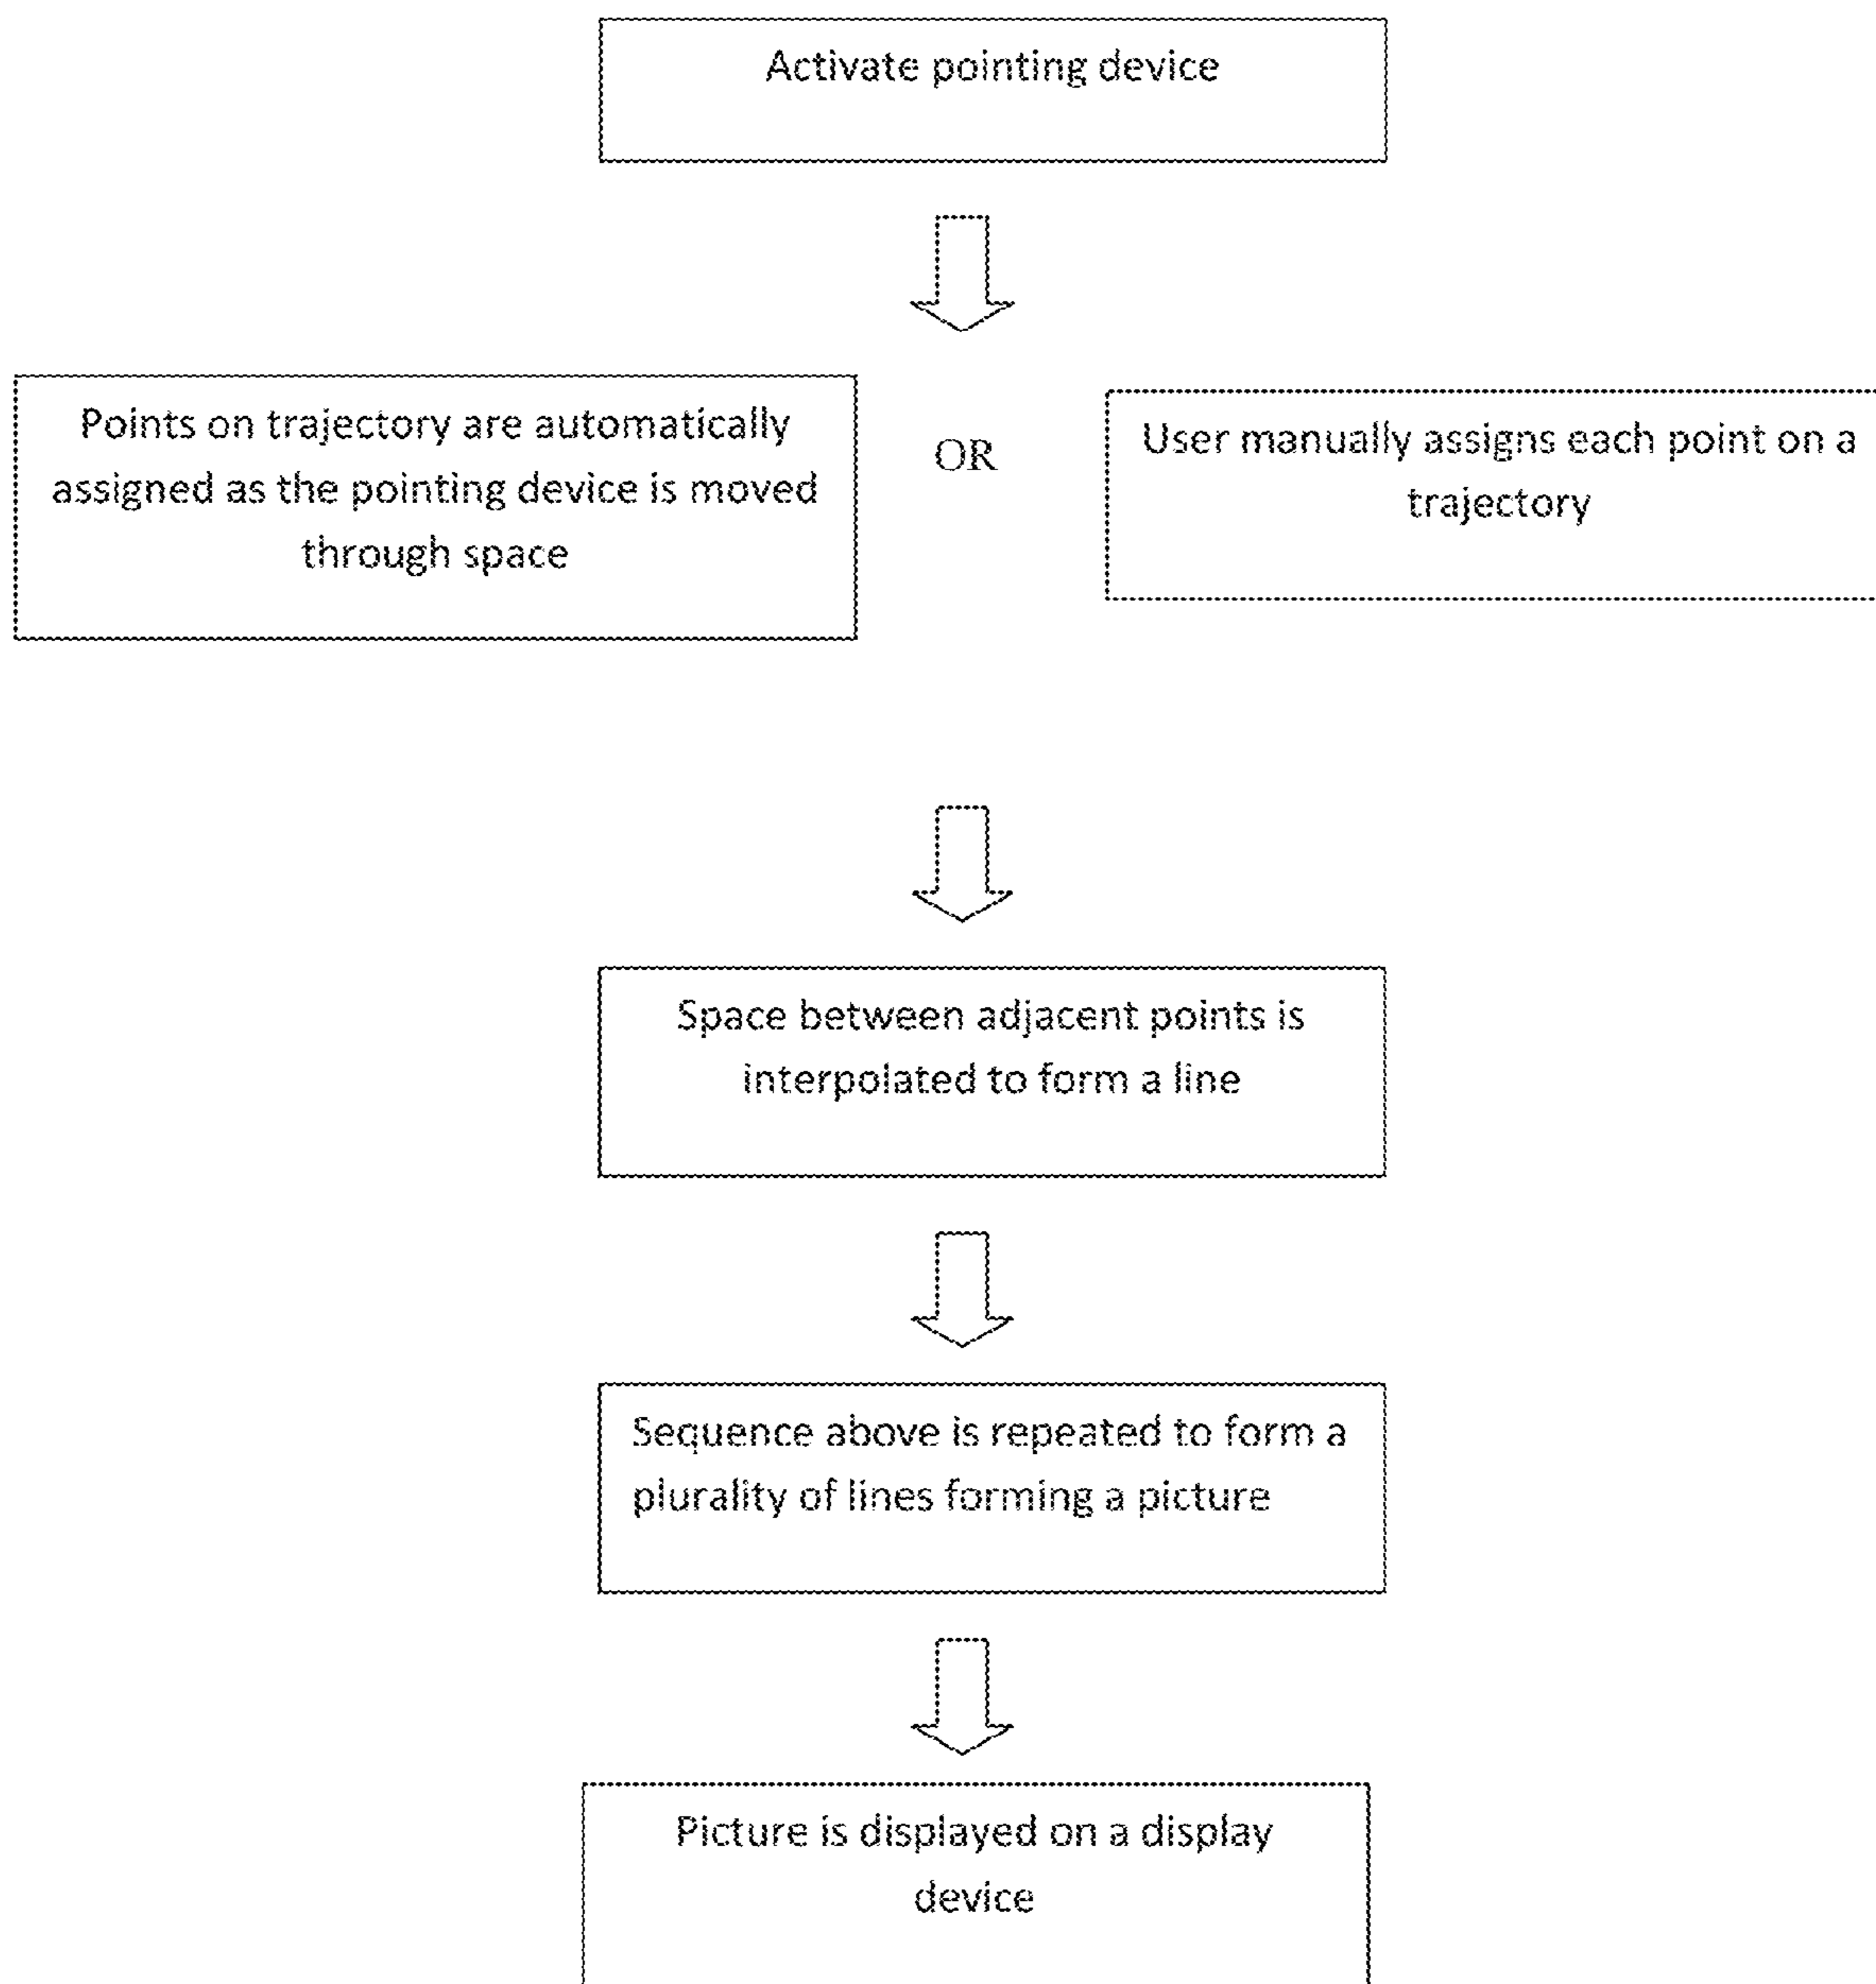 Activate pointing device
Points on trajectory are automatically
assigned as the pointing device is moved
through space
OR
User manually assigns each point on a
trajectory
Space between adjacent points is
interpolated to form a line
Sequence above is repeated to form a
plurality of lines forming a picture
Picture is displayed on a display
device